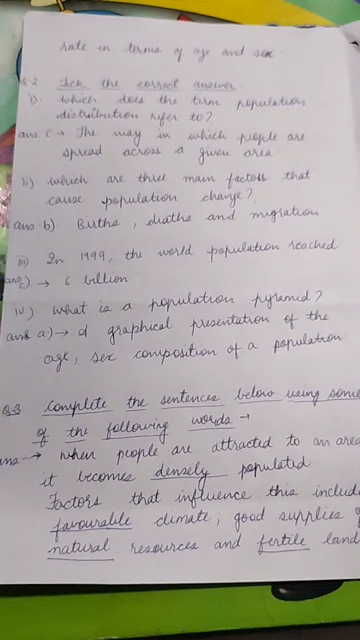 rate in terms of age and sex.
Q.2 Tick the correct answer.
i) which does the term population
distribution refer to?
ans c → The way in which people are
spread across a given area
ii) which are three main factors that
cause population change?
ans b) Births, deaths and migration
iii) In 1999, the world population reached
ans c) → 6 billion
iv) what is a population pyramid?
ans a) → A graphical presentation of the
age, sex composition of a population.
Q.3 Complete the sentences below using some
of the following words →
ans → when people are attracted to an area
it becomes densely populated
Factors that influence this include
favourable climate; good supplies of
natural resources and fertile land